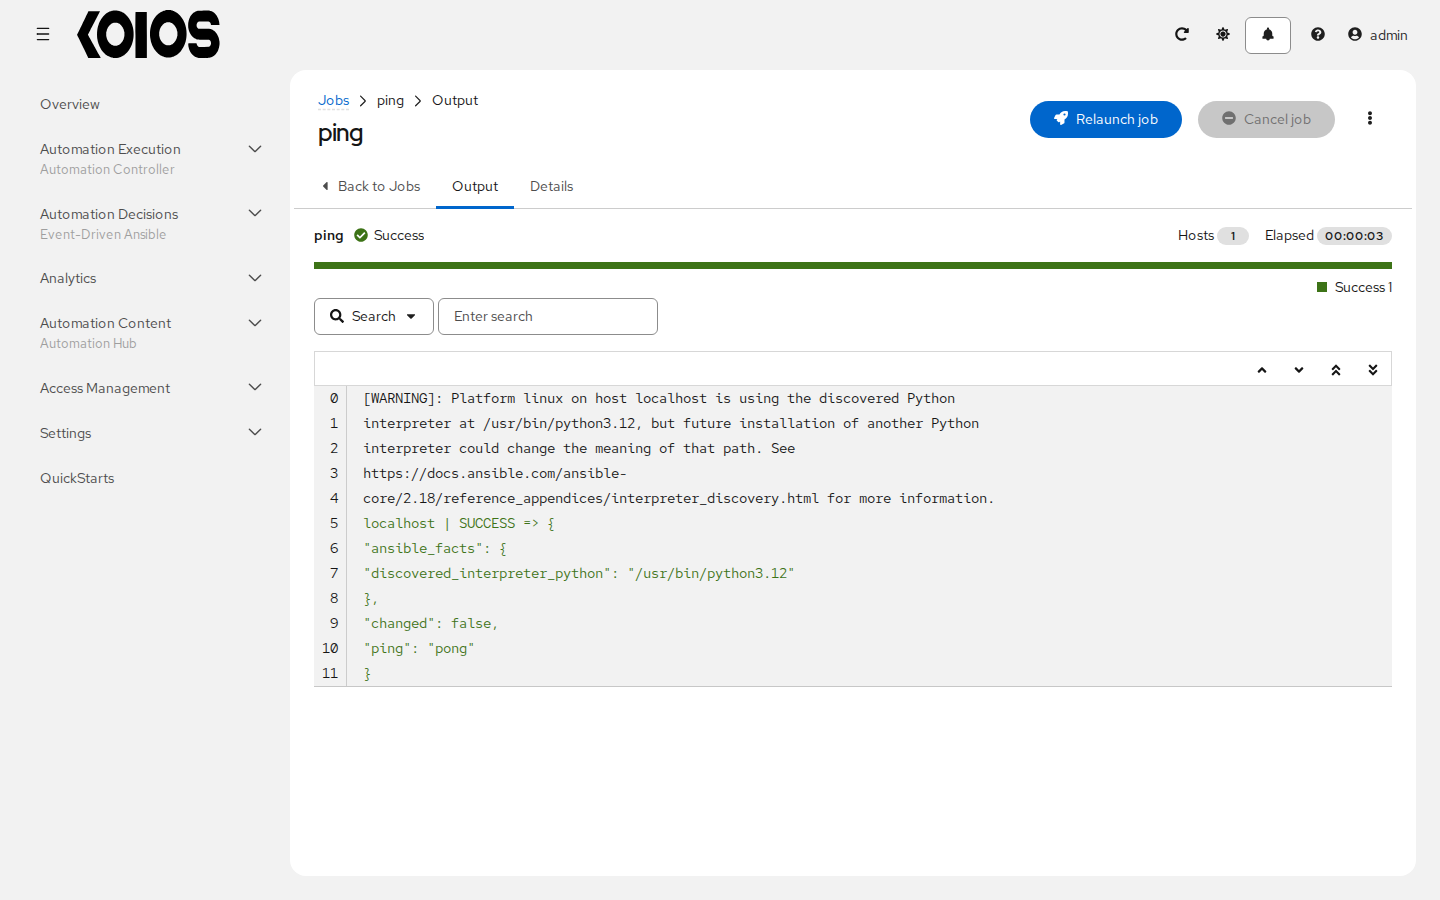 KOIOS
admin
Overview
Automation Execution
Automation Controller
Automation Decisions
Event-Driven Ansible
Analytics
Automation Content
Automation Hub
Access Management
Settings
QuickStarts
Jobs ping Output
ping
Relaunch job Cancel job
Back to Jobs Output Details
ping Success Hosts 1 Elapsed 00:00:03
Success 1
Search Enter search
0 [WARNING]: Platform linux on host localhost is using the discovered Python
1 interpreter at /usr/bin/python3.12, but future installation of another Python
2 interpreter could change the meaning of that path. See
3 https://docs.ansible.com/ansible-
4 core/2.18/reference_appendices/interpreter_discovery.html for more information.
5 localhost | SUCCESS => {
6 "ansible_facts": {
7 "discovered_interpreter_python": "/usr/bin/python3.12"
8 },
9 "changed": false,
10 "ping": "pong"
11 }